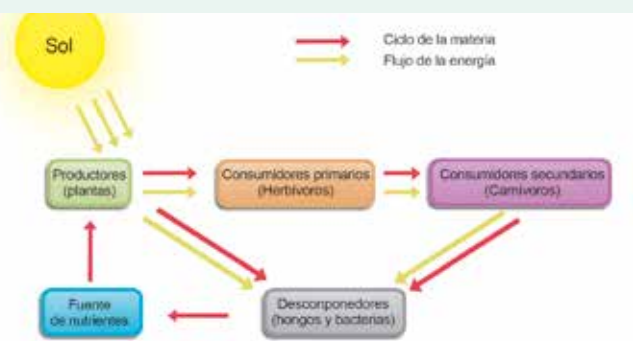 Sol
Ciclo de la materia
Flujo de la energía
Productores
(plantas)
Consumidores primarios
(Herbívoros)
Consumidores secundarios
(Carnívoros)
Fuente
de nutrientes
Desconponedores
(hongos y bacterias)